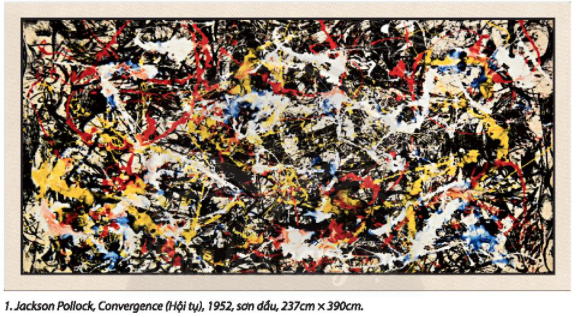 1. Jackson Pollock, Convergence (Hội tụ), 1952, sơn dầu, 237cm × 390cm.